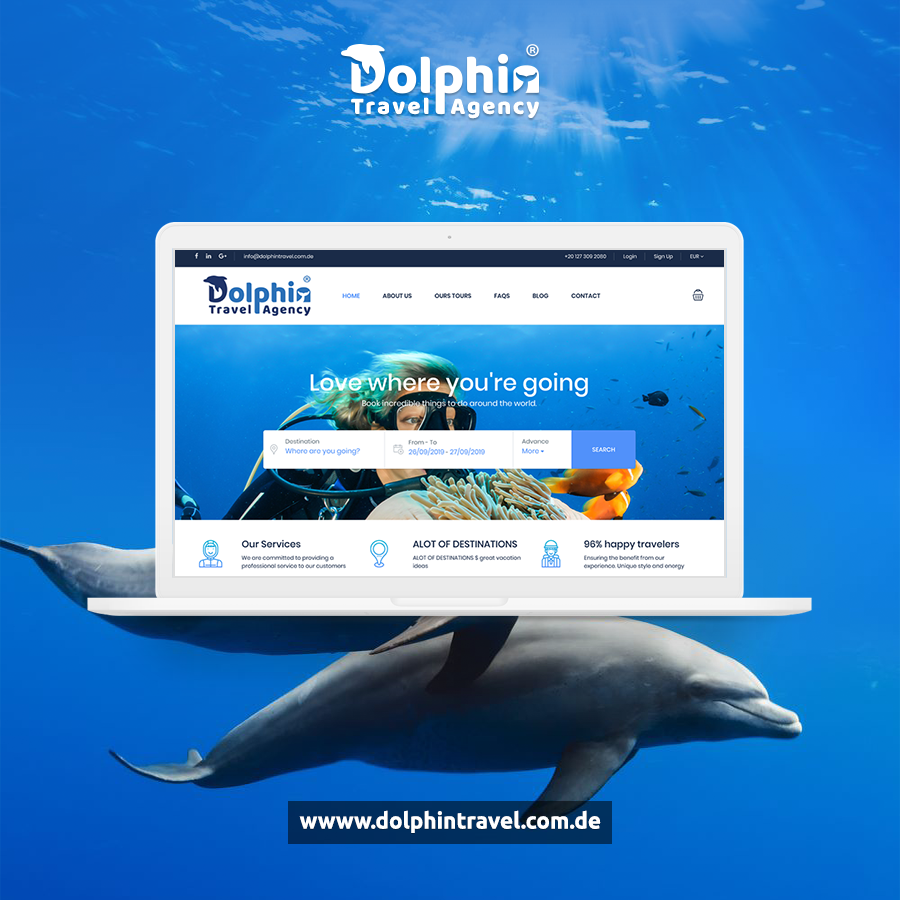 Dolphin®
Travel Agency
info@dolphintravel.com.de
+20 127 309 2080
Login
Sign Up
EUR
Dolphin®
Travel Agency
HOME
ABOUT US
OURS TOURS
FAQS
BLOG
CONTACT
Love where you're going
Book incredible things to do around the world.
Destination
Where are you going?
From - To
26/09/2019 - 27/09/2019
Advance
More
SEARCH
Our Services
We are committed to providing a
professional service to our customers
ALOT OF DESTINATIONS
ALOT OF DESTINATIONS $ great vacation
ideas
96% happy travelers
Ensuring the benefit from our
experience. Unique style and energy
www.dolphintravel.com.de